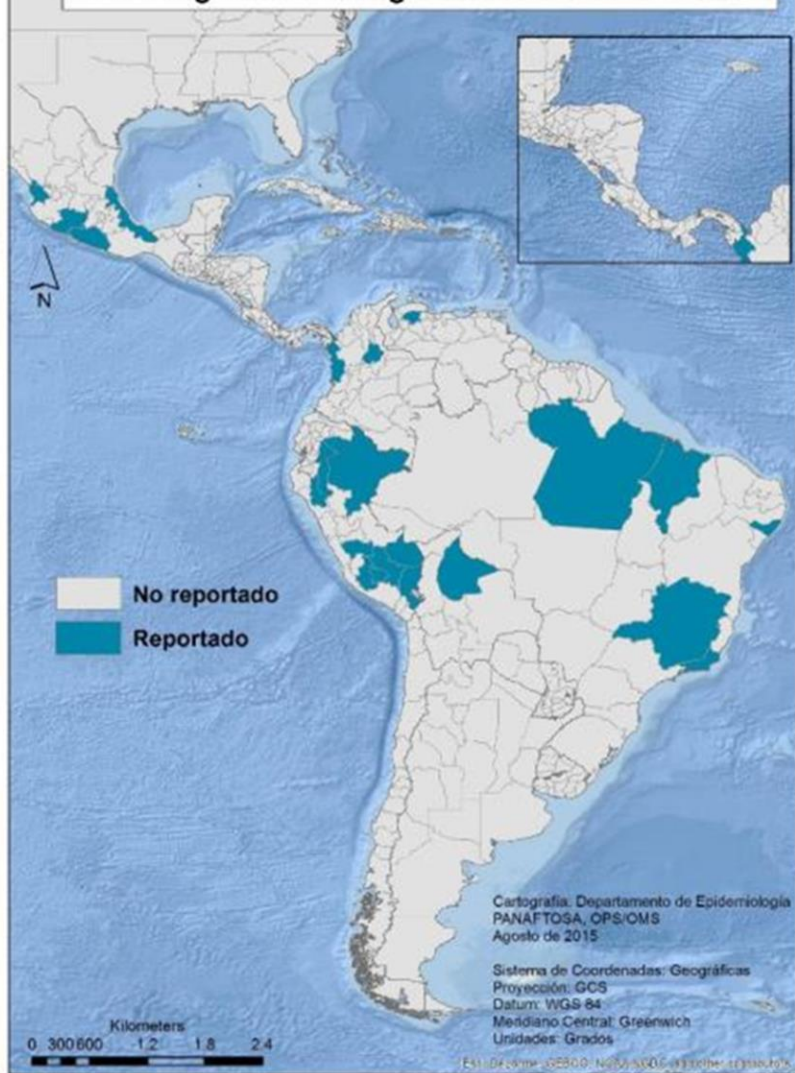 N
No reportado
Reportado
Cartografía: Departamento de Epidemiología
PANAFTOSA, OPS/OMS
Agosto de 2015
Sistema de Coordenadas: Geográficas
Proyección: GCS
Datum: WGS 84
Meridiano Central: Greenwich
Unidades: Grados
Kilometers
0 300600 1.2 1.8 2.4